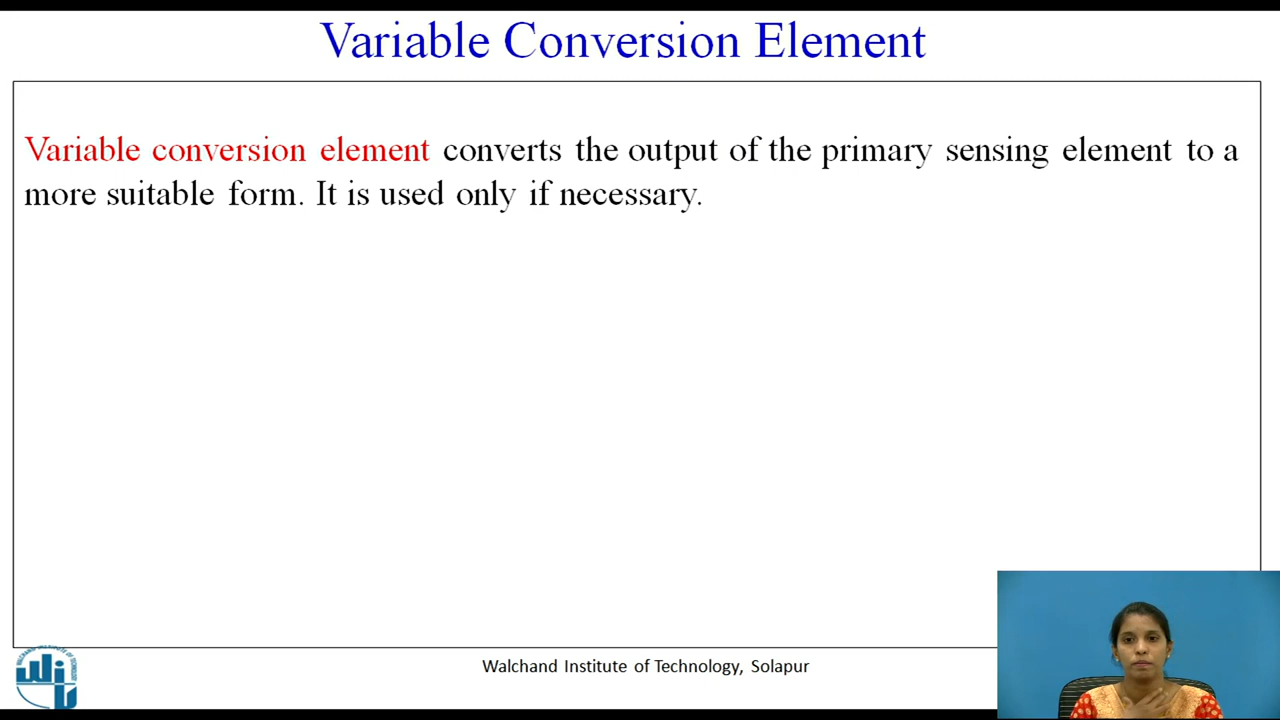 Variable Conversion Element
Variable conversion element converts the output of the primary sensing element to a
more suitable form. It is used only if necessary.
Walchand Institute of Technology, Solapur